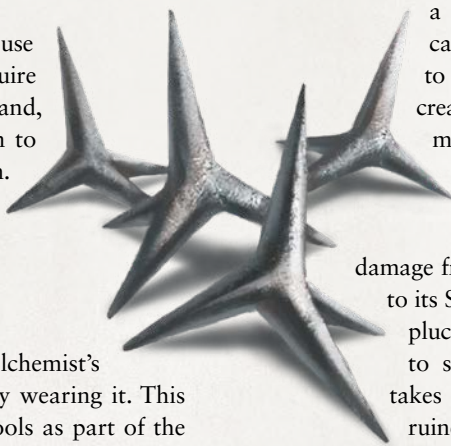 use
uire
and,
n to
n.
lchemist's
y wearing it. This
ools as part of the
a
ca
to
crea
m
damage fr
to its S
pluc
to s
takes
ruin